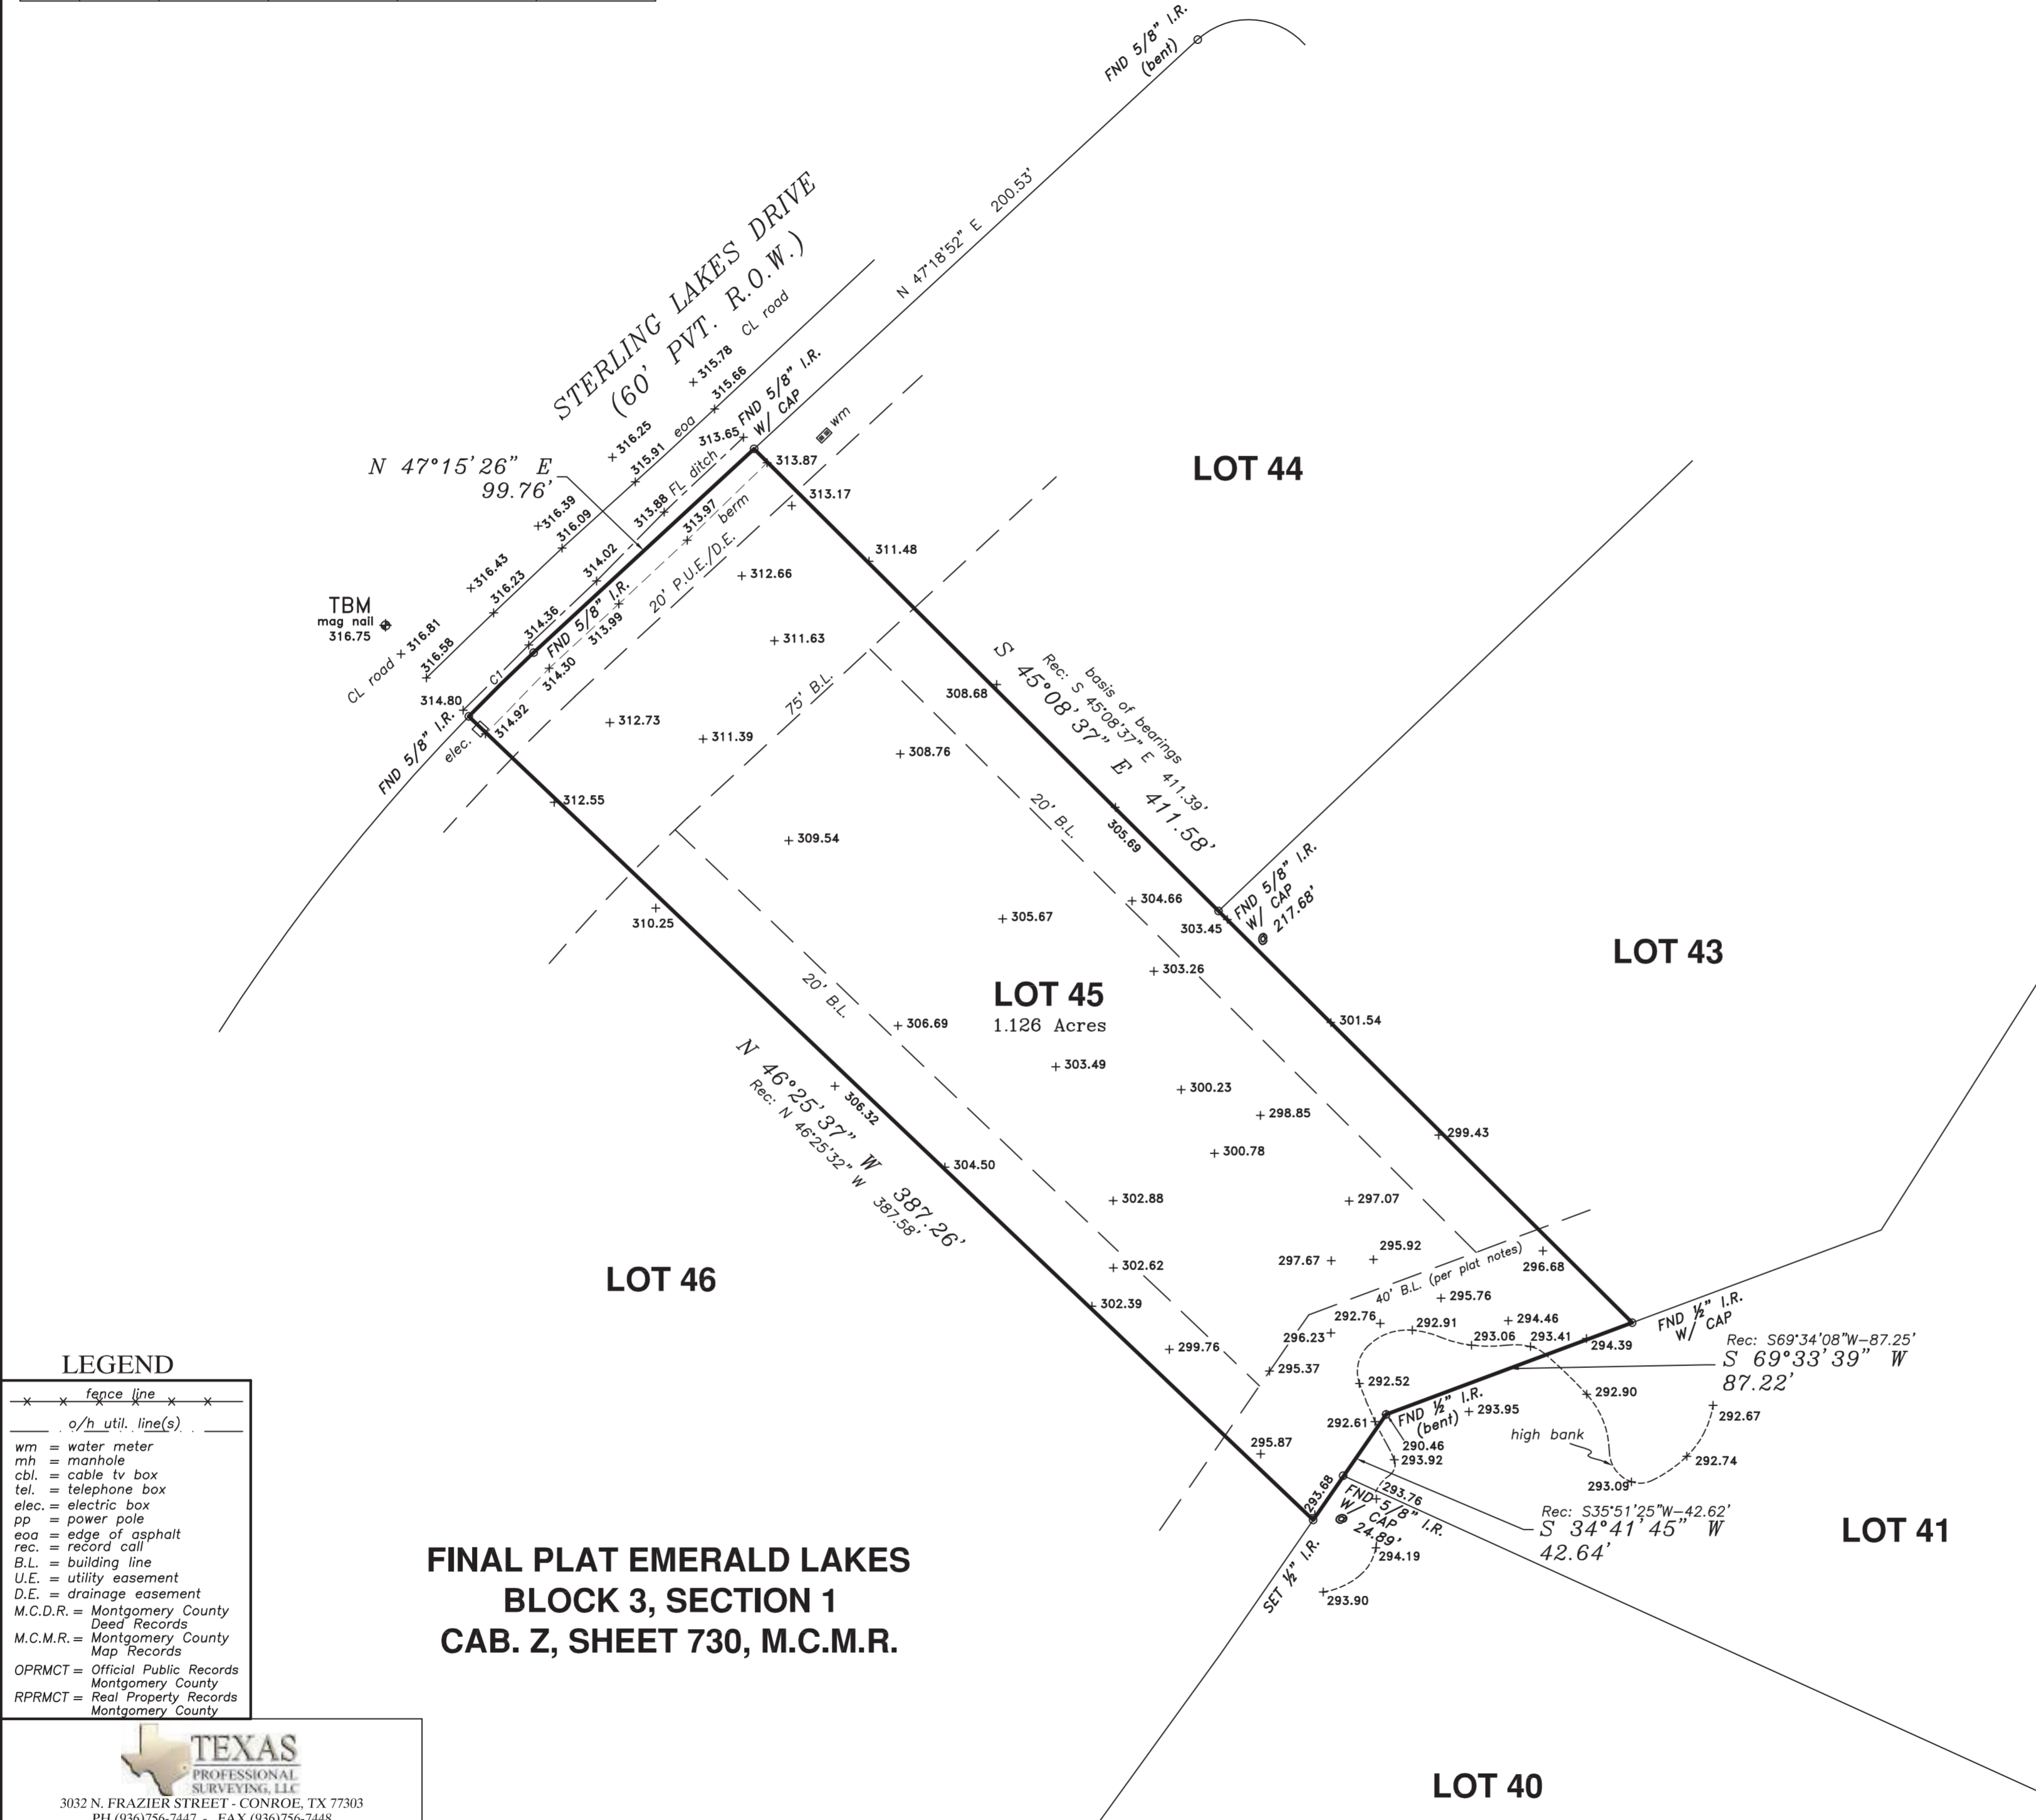 FND 5/8" I.R.
(bent)
N 47°18'52" E 200.53'
STERLING LAKES DRIVE
(60' PVT. R.O.W.)
CL road
315.78
315.66
eoa
316.25
315.91
FND 5/8" I.R.
W/ CAP
313.65
wm
N 47°15'26" E
99.76'
FL ditch
313.88
313.97
berm
313.87
313.17
LOT 44
316.39
316.09
314.02
20' P.U.E./D.E.
312.66
311.48
316.43
316.23
TBM
mag nail
316.75
314.36
FND 5/8" I.R.
313.99
311.63
CL road
316.81
316.58
C1
314.30
314.80
314.92
FND 5/8" I.R.
elec.
75' B.L.
308.68
S 45°08'37" E 411.58'
Rec: S 45°08'37" E 411.39'
basis of bearings
312.73
311.39
308.76
312.55
20' B.L.
309.54
305.69
FND 5/8" I.R.
W/ CAP
@ 217.68'
303.45
304.66
305.67
310.25
303.26
LOT 43
20' B.L.
LOT 45
1.126 Acres
306.69
301.54
303.49
300.23
298.85
299.43
N 46°25'37" W 387.26'
Rec: N 46°25'32" W 387.58'
306.32
304.50
300.78
302.88
297.07
LOT 46
302.62
297.67
295.92
296.68
40' B.L. (per plat notes)
302.39
295.76
292.76
292.91
294.46
296.23
293.06
293.41
294.39
FND ½" I.R.
W/ CAP
299.76
295.37
Rec: S69°34'08"W-87.25'
S 69°33'39" W
87.22'
292.52
292.90
292.61
FND ½" I.R.
(bent)
293.95
292.67
290.46
high bank
295.87
293.92
292.74
293.09
293.68
293.76
FND 5/8" I.R.
W/ CAP
@ 24.89'
Rec: S35°51'25"W-42.62'
S 34°41'45" W
42.64'
LOT 41
294.19
SET ½" I.R.
293.90
LOT 40
FINAL PLAT EMERALD LAKES
BLOCK 3, SECTION 1
CAB. Z, SHEET 730, M.C.M.R.
LEGEND
fence line
o/h util. line(s)
wm = water meter
mh = manhole
cbl. = cable tv box
tel. = telephone box
elec. = electric box
pp = power pole
eoa = edge of asphalt
rec. = record call
B.L. = building line
U.E. = utility easement
D.E. = drainage easement
M.C.D.R. = Montgomery County
Deed Records
M.C.M.R. = Montgomery County
Map Records
OPRMCT = Official Public Records
Montgomery County
RPRMCT = Real Property Records
Montgomery County
TEXAS
PROFESSIONAL
SURVEYING, LLC
3032 N. FRAZIER STREET - CONROE, TX 77303
PH (936)756-7447 - FAX (936)756-7448